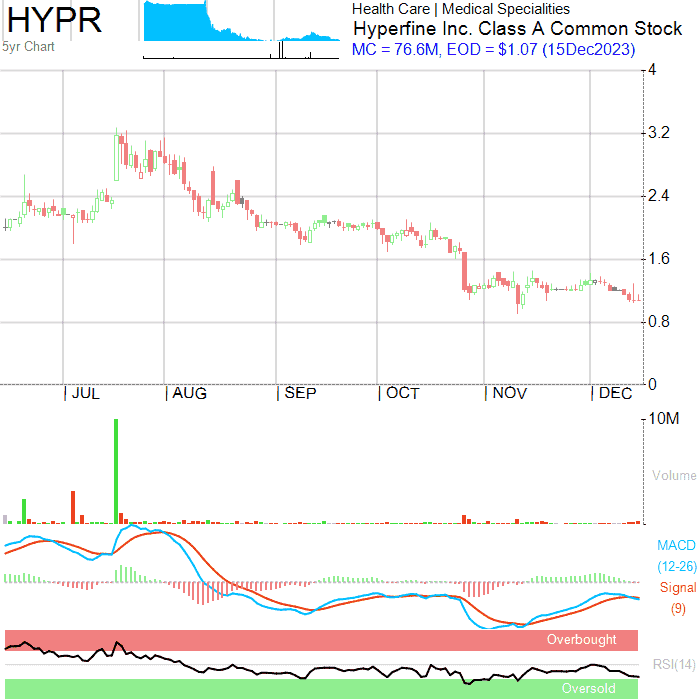 HYPR
5yr Chart
Health Care | Medical Specialities
Hyperfine Inc. Class A Common Stock
MC = 76.6M, EOD = $1.07 (15Dec2023)
4
3.2
2.4
1.6
0.8
0
| JUL | AUG | SEP | OCT | NOV | DEC
10M
Volume
MACD
(12-26)
Signal
(9)
Overbought
RSI(14)
Oversold